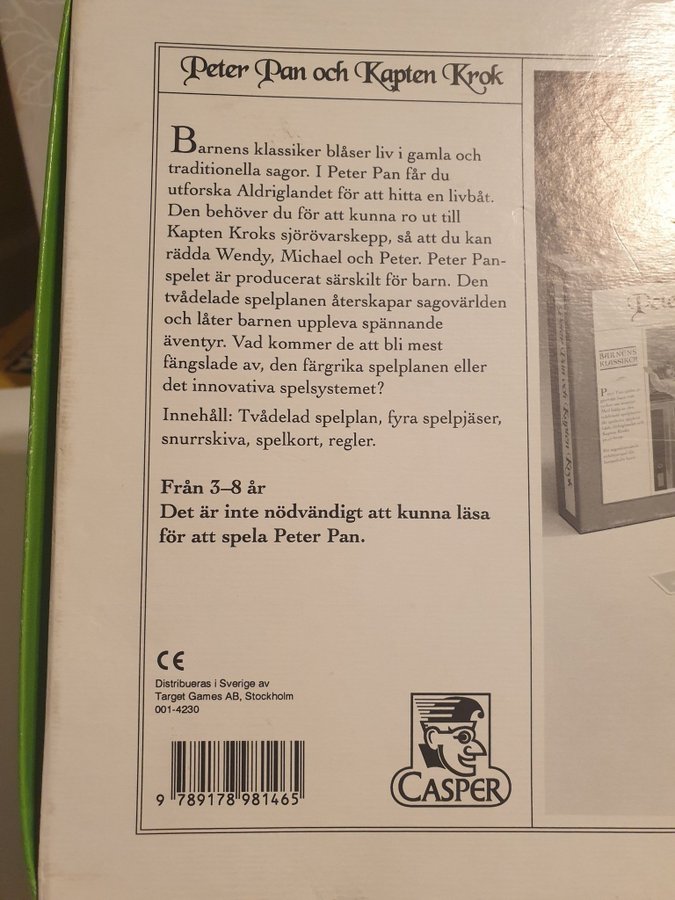 Peter Pan och Kapten Krok
Barnens klassiker blåser liv i gamla och
traditionella sagor. I Peter Pan får du
utforska Aldriglandet för att hitta en livbåt.
Den behöver du för att kunna ro ut till
Kapten Kroks sjörövarskepp, så att du kan
rädda Wendy, Michael och Peter. Peter Pan-
spelet är producerat särskilt för barn. Den
tvådelade spelplanen återskapar sagovärlden
och låter barnen uppleva spännande
äventyr. Vad kommer de att bli mest
fängslade av, den färgrika spelplanen eller
det innovativa spelsystemet?
Innehåll: Tvådelad spelplan, fyra spelpjäser,
snurrskiva, spelkort, regler.
Från 3–8 år
Det är inte nödvändigt att kunna läsa
för att spela Peter Pan.
CE
Distribueras i Sverige av
Target Games AB, Stockholm
001-4230
9 789178 981465
CASPER
BARNENS
KLASSIKER